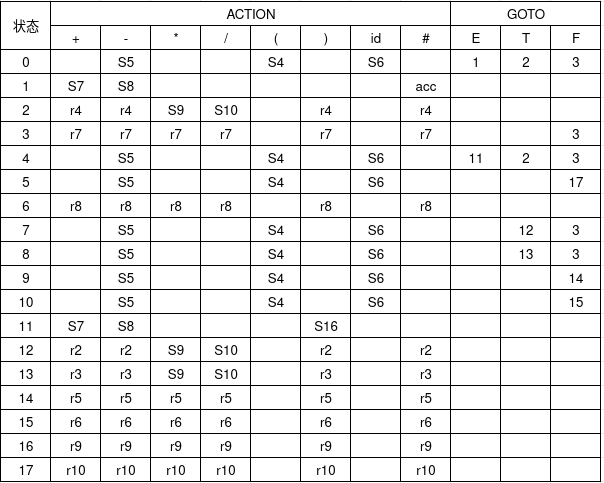 状态 ACTION GOTO
+ - * / ( ) id # E T F
0 S5 S4 S6 1 2 3
1 S7 S8 acc
2 r4 r4 S9 S10 r4 r4
3 r7 r7 r7 r7 r7 r7 3
4 S5 S4 S6 11 2 3
5 S5 S4 S6 17
6 r8 r8 r8 r8 r8 r8
7 S5 S4 S6 12 3
8 S5 S4 S6 13 3
9 S5 S4 S6 14
10 S5 S4 S6 15
11 S7 S8 S16
12 r2 r2 S9 S10 r2 r2
13 r3 r3 S9 S10 r3 r3
14 r5 r5 r5 r5 r5 r5
15 r6 r6 r6 r6 r6 r6
16 r9 r9 r9 r9 r9 r9
17 r10 r10 r10 r10 r10 r10